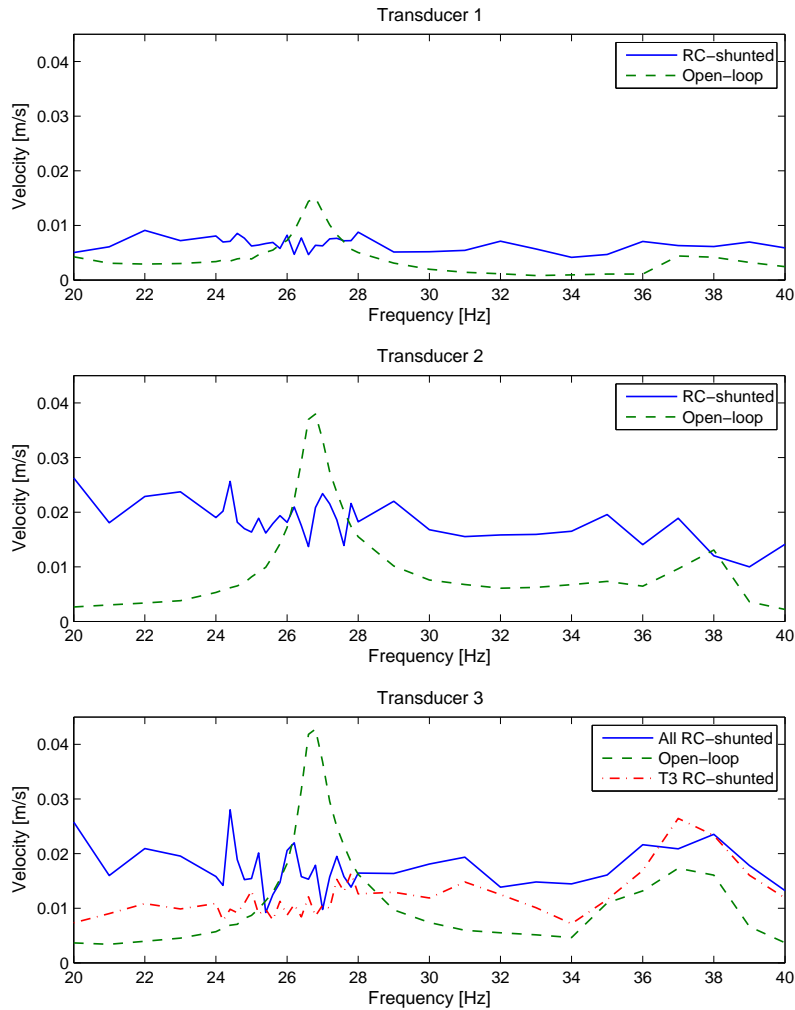 Transducer 1
RC−shunted
Open−loop
Velocity [m/s]
0.04
0.03
0.02
0.01
0
20 22 24 26 28 30 32 34 36 38 40
Frequency [Hz]
Transducer 2
RC−shunted
Open−loop
Velocity [m/s]
0.04
0.03
0.02
0.01
0
20 22 24 26 28 30 32 34 36 38 40
Frequency [Hz]
Transducer 3
All RC−shunted
Open−loop
T3 RC−shunted
Velocity [m/s]
0.04
0.03
0.02
0.01
0
20 22 24 26 28 30 32 34 36 38 40
Frequency [Hz]